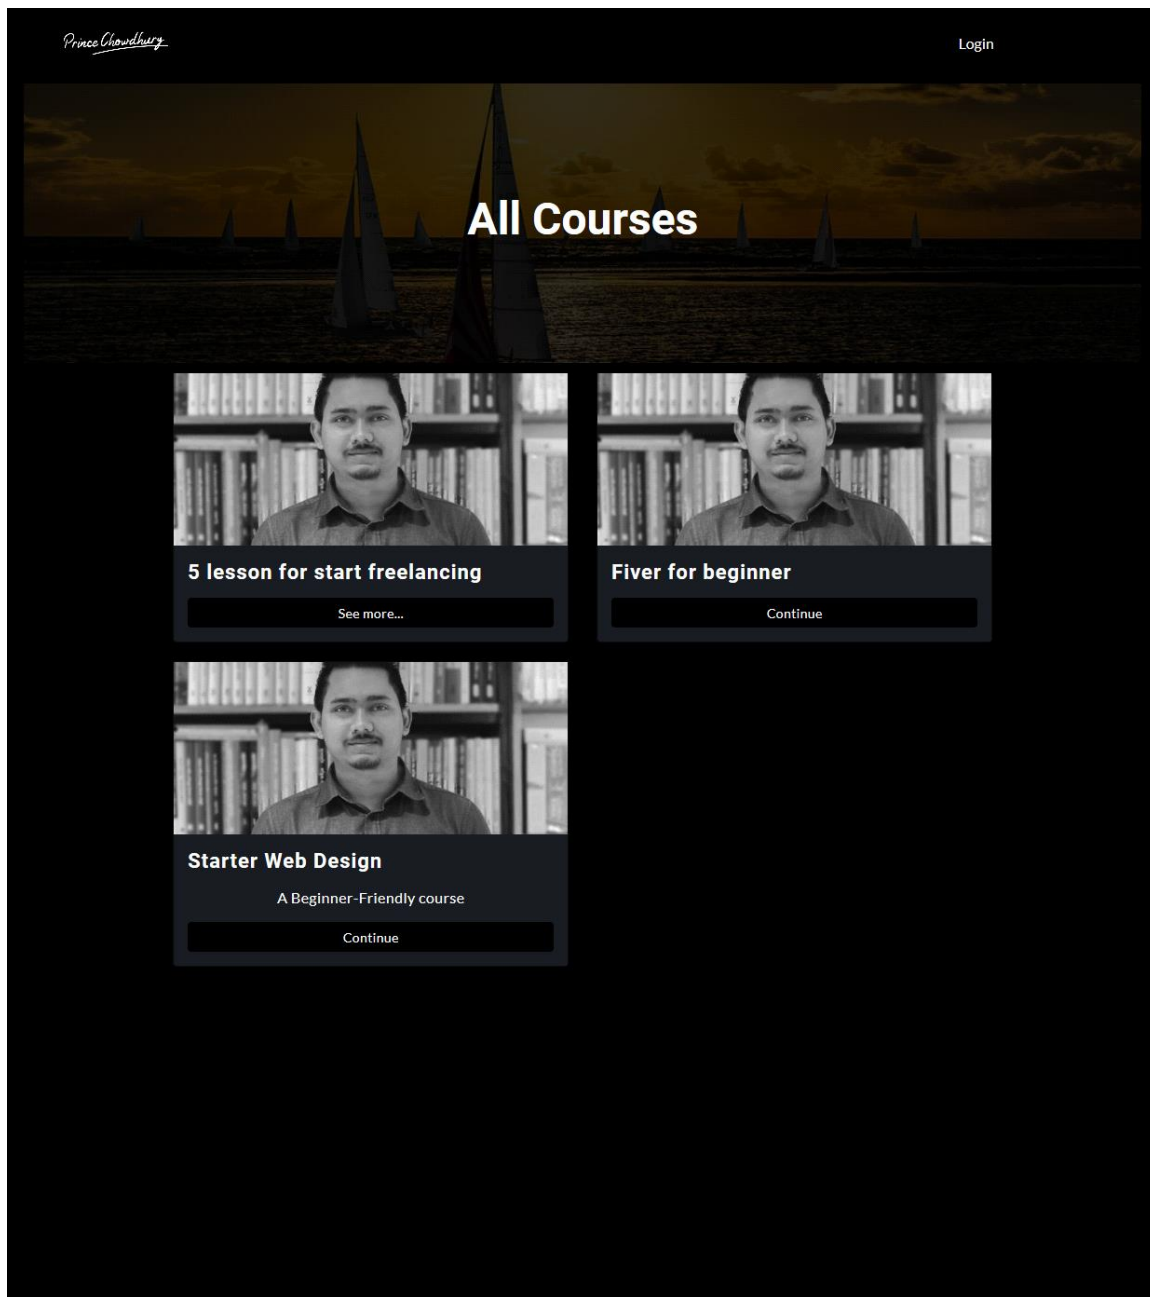 Prince Chowdhury
Login
All Courses
5 lesson for start freelancing
See more...
Fiver for beginner
Continue
Starter Web Design
A Beginner-Friendly course
Continue